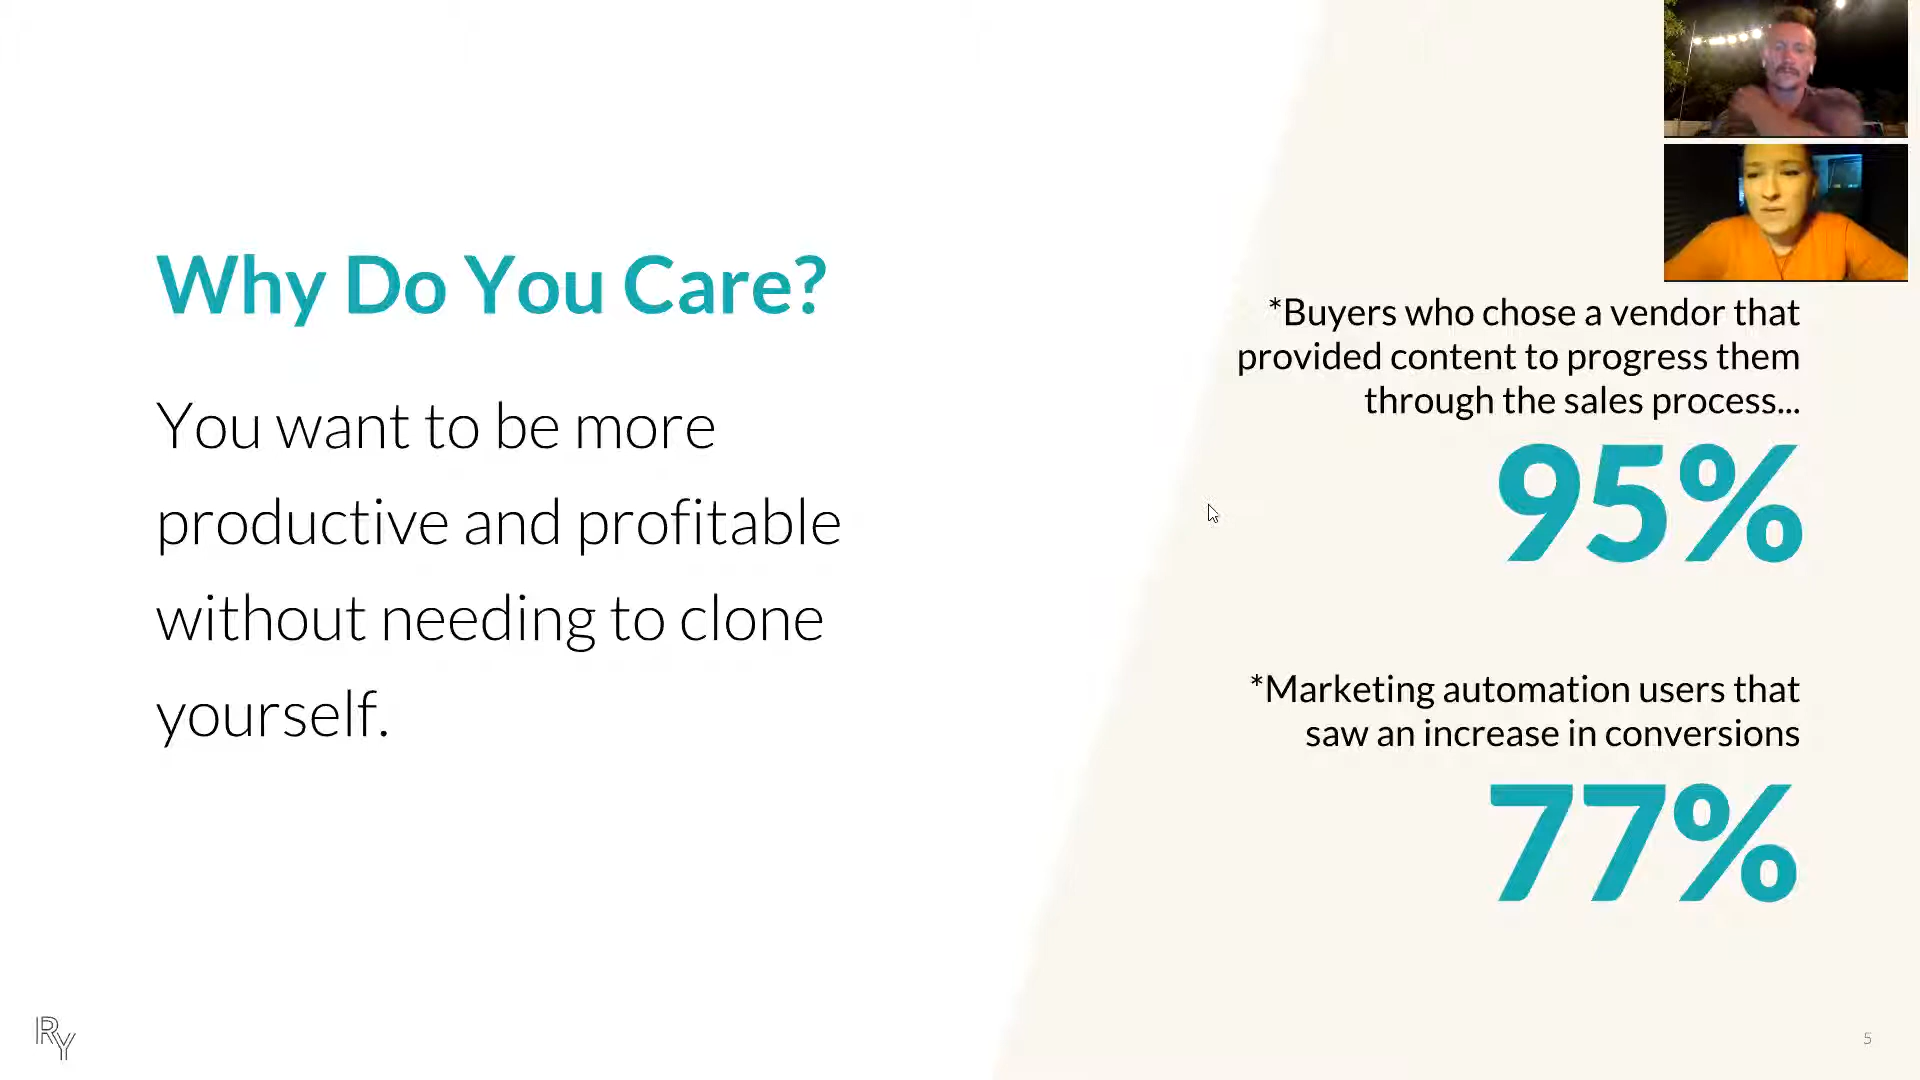 Why Do You Care?
You want to be more
productive and profitable
without needing to clone
yourself.
*Buyers who chose a vendor that
provided content to progress them
through the sales process...
95%
*Marketing automation users that
saw an increase in conversions
77%
RY
5